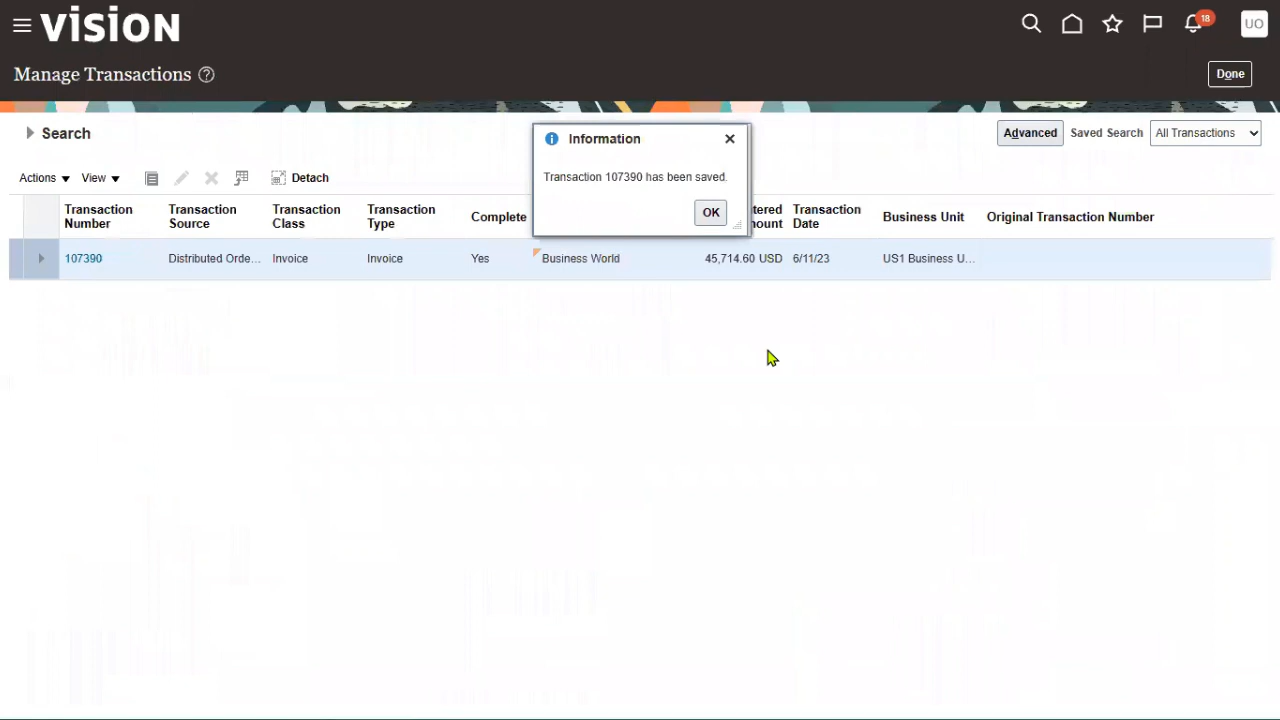 vision
18
UO
Manage Transactions ?
Done
Search
Advanced Saved Search All Transactions
Information
Transaction 107390 has been saved.
OK
Actions View Detach
Transaction Number
Transaction Source
Transaction Class
Transaction Type
Complete
tered
ount
Transaction Date
Business Unit
Original Transaction Number
107390 Distributed Orde... Invoice Invoice Yes Business World 45,714.60 USD 6/11/23 US1 Business U...